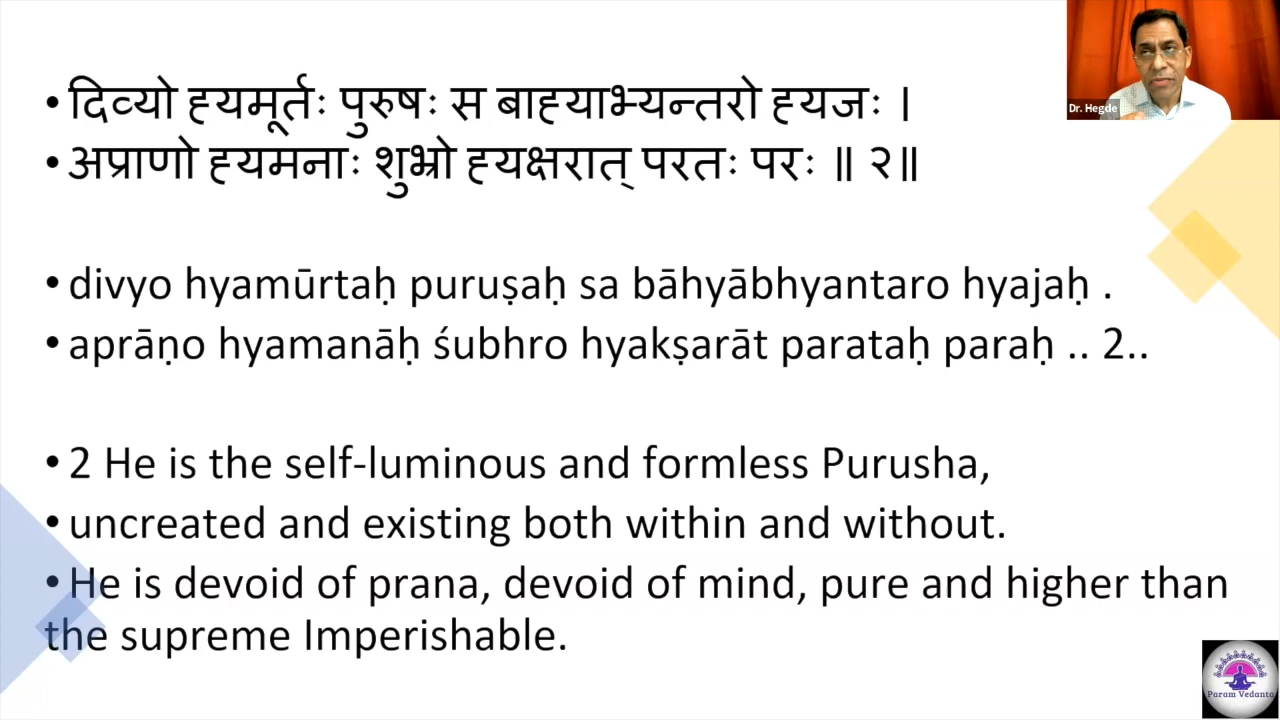 • दिव्यो ह्यमूर्तः पुरुषः स बाह्याभ्यन्तरो ह्यजः ।
• अप्राणो ह्यमनाः शुभ्रो ह्यक्षरात् परतः परः ॥ २॥
• divyo hyamūrtaḥ puruṣaḥ sa bāhyābhyantaro hyajaḥ .
• aprāṇo hyamanāḥ śubhro hyakṣarāt parataḥ paraḥ .. 2..
• 2 He is the self-luminous and formless Purusha,
• uncreated and existing both within and without.
• He is devoid of prana, devoid of mind, pure and higher than
the supreme Imperishable.
Dr. Hegde
Param Vedanta